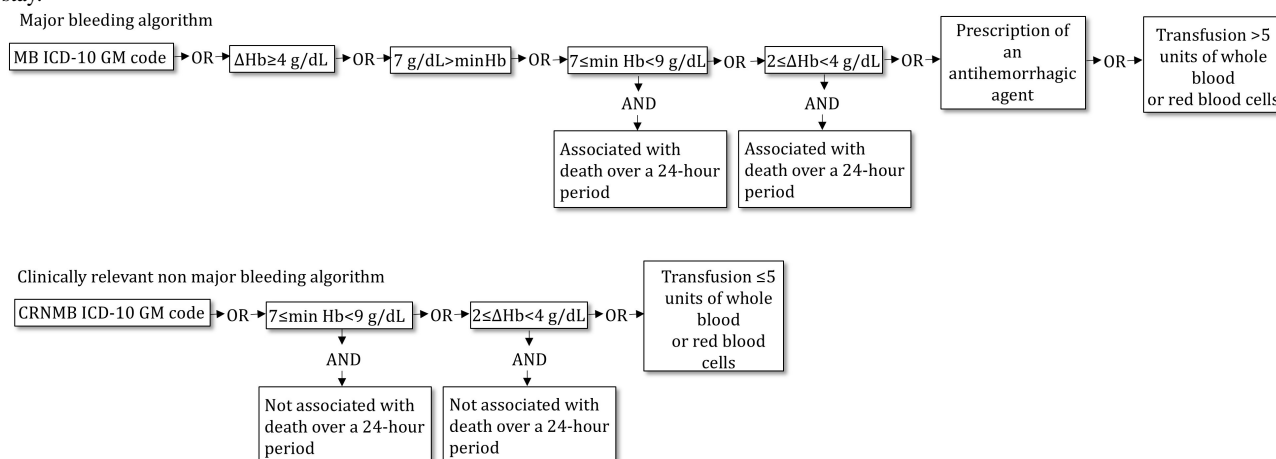 stay.
Major bleeding algorithm
MB ICD-10 GM code OR ΔHb≥4 g/dL OR 7 g/dL>minHb OR 7≤min Hb<9 g/dL OR 2≤ΔHb<4 g/dL OR
Prescription of
an
antihemorrhagic
agent
OR
Transfusion >5
units of whole
blood
or red blood cells
AND
Associated with
death over a 24-hour
period
AND
Associated with
death over a 24-hour
period
Clinically relevant non major bleeding algorithm
CRNMB ICD-10 GM code OR 7≤min Hb<9 g/dL OR 2≤ΔHb<4 g/dL OR
Transfusion ≤5
units of whole
blood
or red blood
cells
AND
Not associated with
death over a 24-hour
period
AND
Not associated with
death over a 24-hour
period